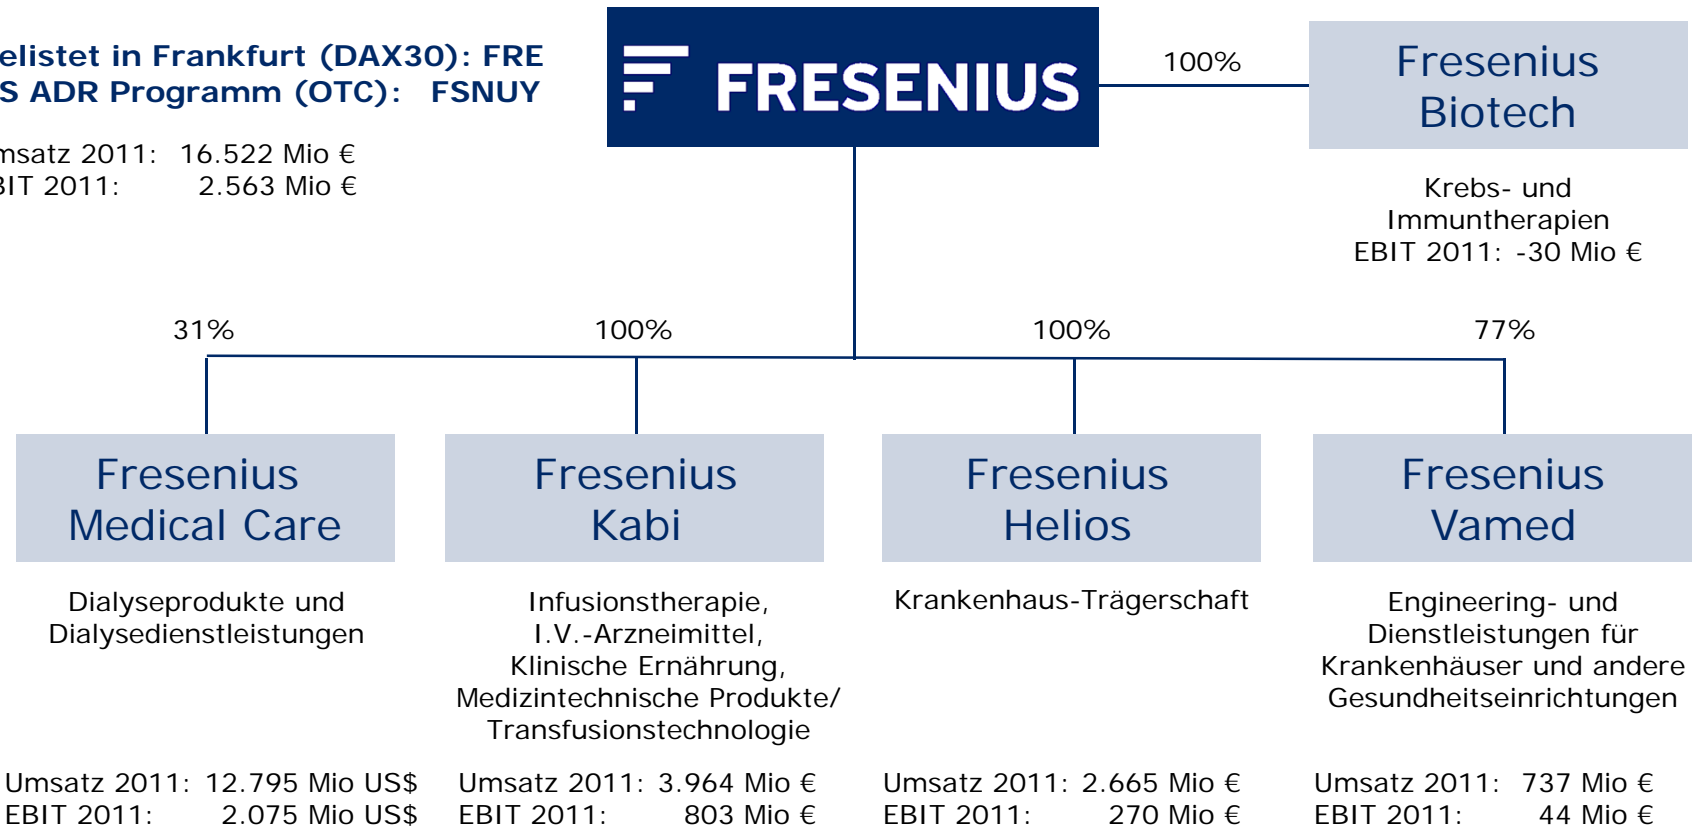 elistet in Frankfurt (DAX30): FRE
S ADR Programm (OTC): FSNUY
msatz 2011: 16.522 Mio €
BIT 2011: 2.563 Mio €
FRESENIUS
100%
Fresenius
Biotech
Krebs- und
Immuntherapien
EBIT 2011: -30 Mio €
31%
100%
100%
77%
Fresenius
Medical Care
Dialyseprodukte und
Dialysedienstleistungen
Umsatz 2011: 12.795 Mio US$
EBIT 2011: 2.075 Mio US$
Fresenius
Kabi
Infusionstherapie,
I.V.-Arzneimittel,
Klinische Ernährung,
Medizintechnische Produkte/
Transfusionstechnologie
Umsatz 2011: 3.964 Mio €
EBIT 2011: 803 Mio €
Fresenius
Helios
Krankenhaus-Trägerschaft
Umsatz 2011: 2.665 Mio €
EBIT 2011: 270 Mio €
Fresenius
Vamed
Engineering- und
Dienstleistungen für
Krankenhäuser und andere
Gesundheitseinrichtungen
Umsatz 2011: 737 Mio €
EBIT 2011: 44 Mio €